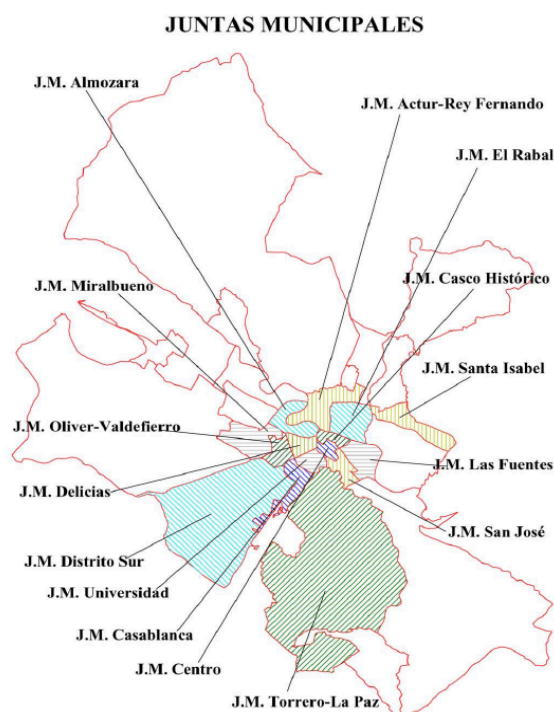 JUNTAS MUNICIPALES
J.M. Almozara
J.M. Actur-Rey Fernando
J.M. El Rabal
J.M. Casco Histórico
J.M. Miralbueno
J.M. Santa Isabel
J.M. Oliver-Valdefierro
J.M. Las Fuentes
J.M. Delicias
J.M. San José
J.M. Distrito Sur
J.M. Universidad
J.M. Casablanca
J.M. Centro
J.M. Torrero-La Paz